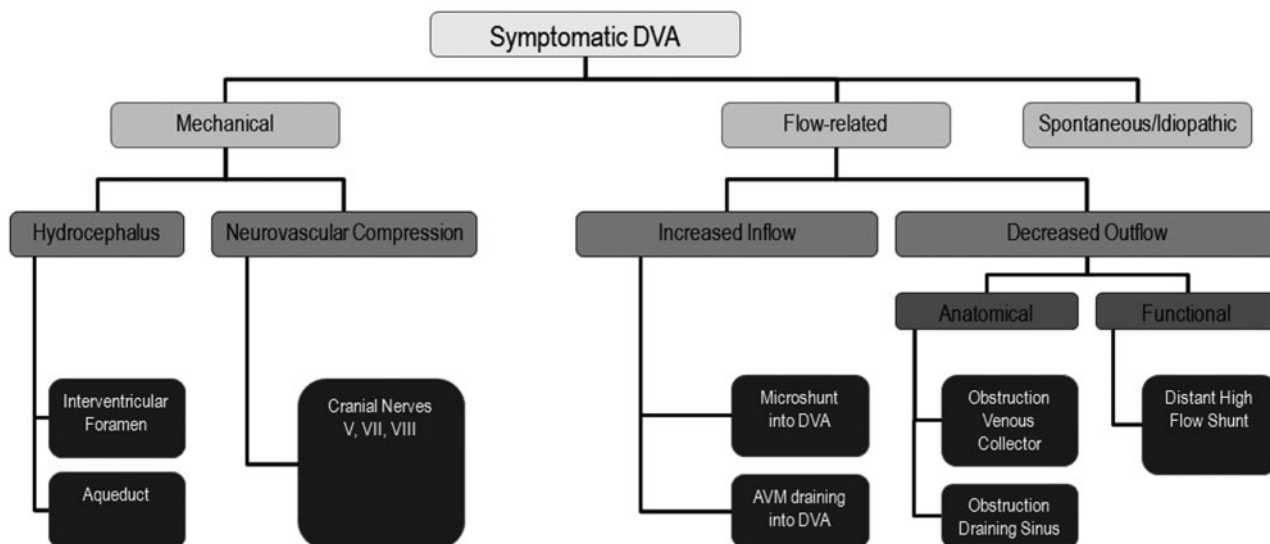 Symptomatic DVA
Mechanical
Flow-related
Spontaneous/Idiopathic
Hydrocephalus
Neurovascular Compression
Increased Inflow
Decreased Outflow
Anatomical
Functional
Interventricular
Foramen
Aqueduct
Cranial Nerves
V, VII, VIII
Microshunt
into DVA
AVM draining
into DVA
Obstruction
Venous
Collector
Obstruction
Draining Sinus
Distant High
Flow Shunt